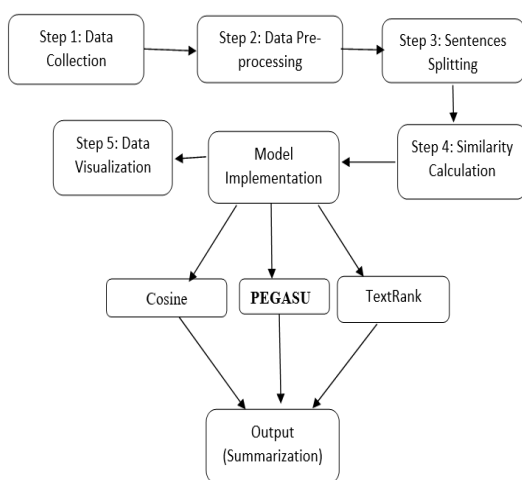 Step 1: Data
Collection
Step 2: Data Pre-
processing
Step 3: Sentences
Splitting
Step 5: Data
Visualization
Model
Implementation
Step 4: Similarity
Calculation
Cosine
PEGASU
TextRank
Output
(Summarization)